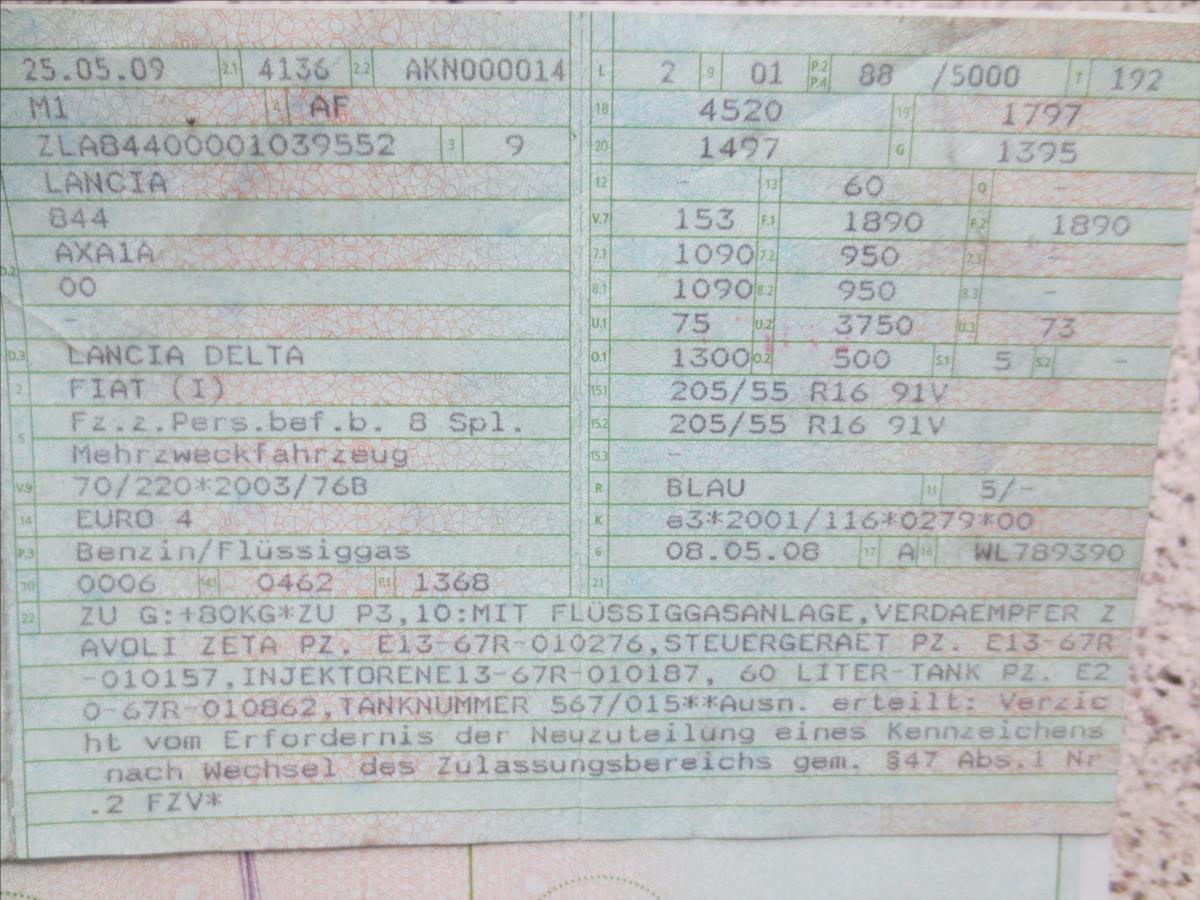 25.05.09 2.1 4136 2.2 AKN000014
M1 4 AF
ZLA84400001039552 3 9
LANCIA
844
D.2 AXA1A
00
-
D.3 LANCIA DELTA
2 FIAT (I)
Fz.z.Pers.bef.b. 8 Spl.
5 Mehrzweckfahrzeug
V.9 70/220*2003/76B
14 EURO 4
P.3 Benzin/Flüssiggas
10 0006 14.1 0462 P.1 1368
L 2 9 01 P.2 P.4 88 /5000 T 192
18 4520 19 1797
20 1497 G 1395
12 - 13 60 Q -
V.7 153 F.1 1890 F.2 1890
7.1 1090 7.2 950 7.3 -
8.1 1090 8.2 950 8.3 -
U.1 75 U.2 3750 U.3 73
O.1 1300 O.2 500 S.1 5 S.2 -
15.1 205/55 R16 91V
15.2 205/55 R16 91V
15.3 -
R BLAU 11 5/-
K e3*2001/116*0279*00
6 08.05.08 17 A 16 WL789390
21
22 ZU G:+80KG*ZU P3,10:MIT FLÜSSIGGASANLAGE,VERDAEMPFER Z
AVOLI ZETA PZ. E13-67R-010276,STEUERGERAET PZ. E13-67R
-010157,INJEKTORENE13-67R-010187, 60 LITER-TANK PZ. E2
0-67R-010862,TANKNUMMER 567/015**Ausn. erteilt: Verzic
ht vom Erfordernis der Neuzuteilung eines Kennzeichens
nach Wechsel des Zulassungsbereichs gem. §47 Abs.1 Nr
.2 FZV*